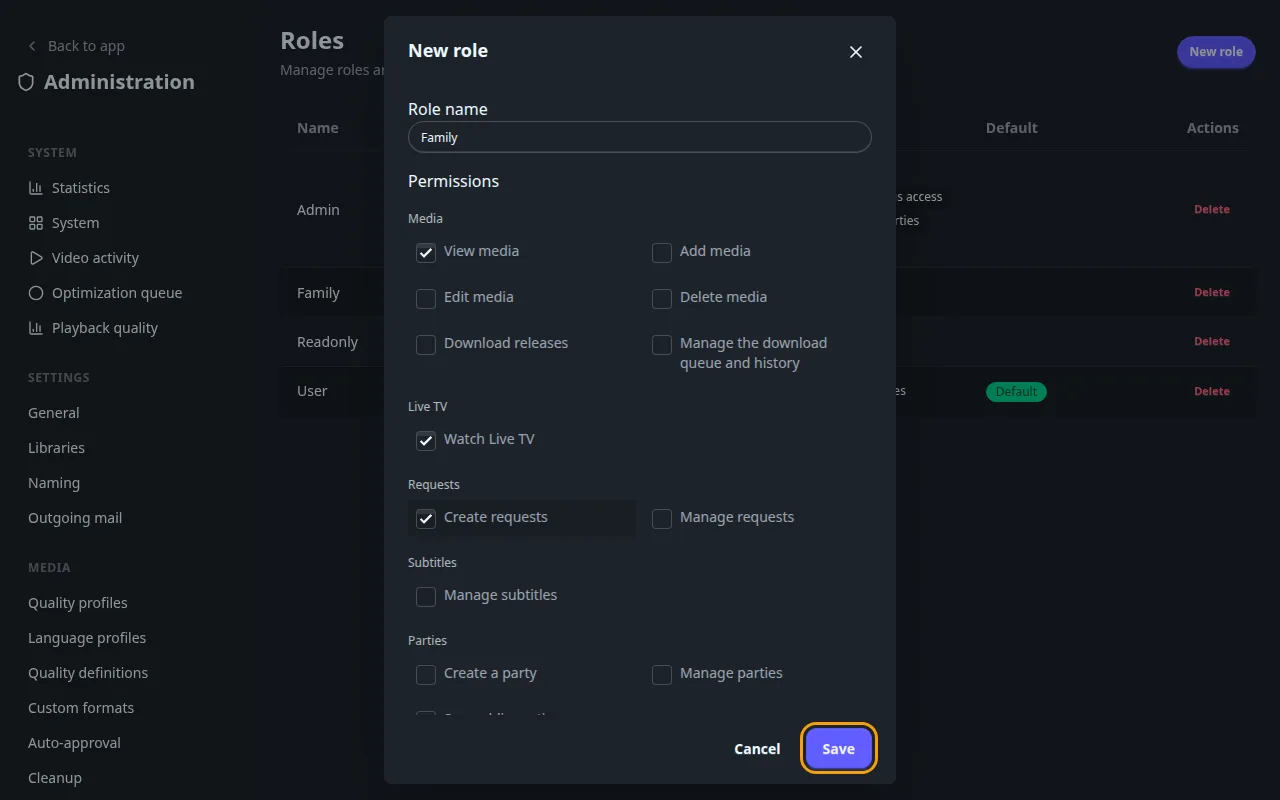 Back to app
Administration
SYSTEM
Statistics
System
Video activity
Optimization queue
Playback quality
SETTINGS
General
Libraries
Naming
Outgoing mail
MEDIA
Quality profiles
Language profiles
Quality definitions
Custom formats
Auto-approval
Cleanup
Roles
Manage roles
New role
Name
Default
Actions
Admin
s access
rties
Delete
Family
Delete
Readonly
Delete
User
es
Default
Delete
New role
Role name
Family
Permissions
Media
View media
Add media
Edit media
Delete media
Download releases
Manage the download
queue and history
Live TV
Watch Live TV
Requests
Create requests
Manage requests
Subtitles
Manage subtitles
Parties
Create a party
Manage parties
Cancel
Save